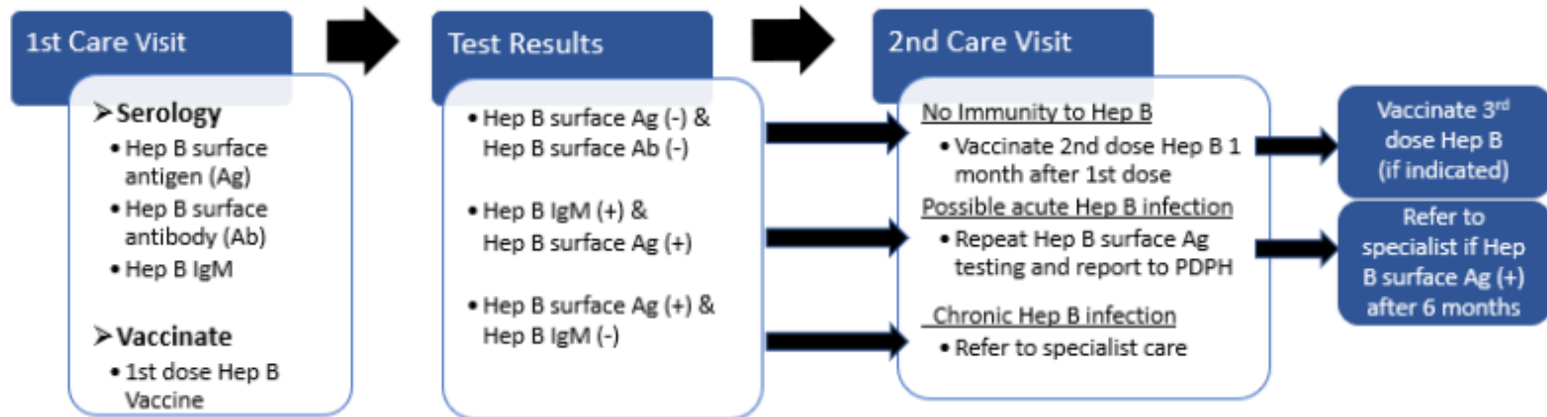 1st Care Visit
➤ Serology
• Hep B surface
antigen (Ag)
• Hep B surface
antibody (Ab)
• Hep B IgM
➤ Vaccinate
• 1st dose Hep B
Vaccine
Test Results
• Hep B surface Ag (-) &
Hep B surface Ab (-)
• Hep B IgM (+) &
Hep B surface Ag (+)
• Hep B surface Ag (+) &
Hep B IgM (-)
2nd Care Visit
No Immunity to Hep B
• Vaccinate 2nd dose Hep B 1
month after 1st dose
Possible acute Hep B infection
• Repeat Hep B surface Ag
testing and report to PDPH
Chronic Hep B infection
• Refer to specialist care
Vaccinate 3rd
dose Hep B
(if indicated)
Refer to
specialist if Hep
B surface Ag (+)
after 6 months